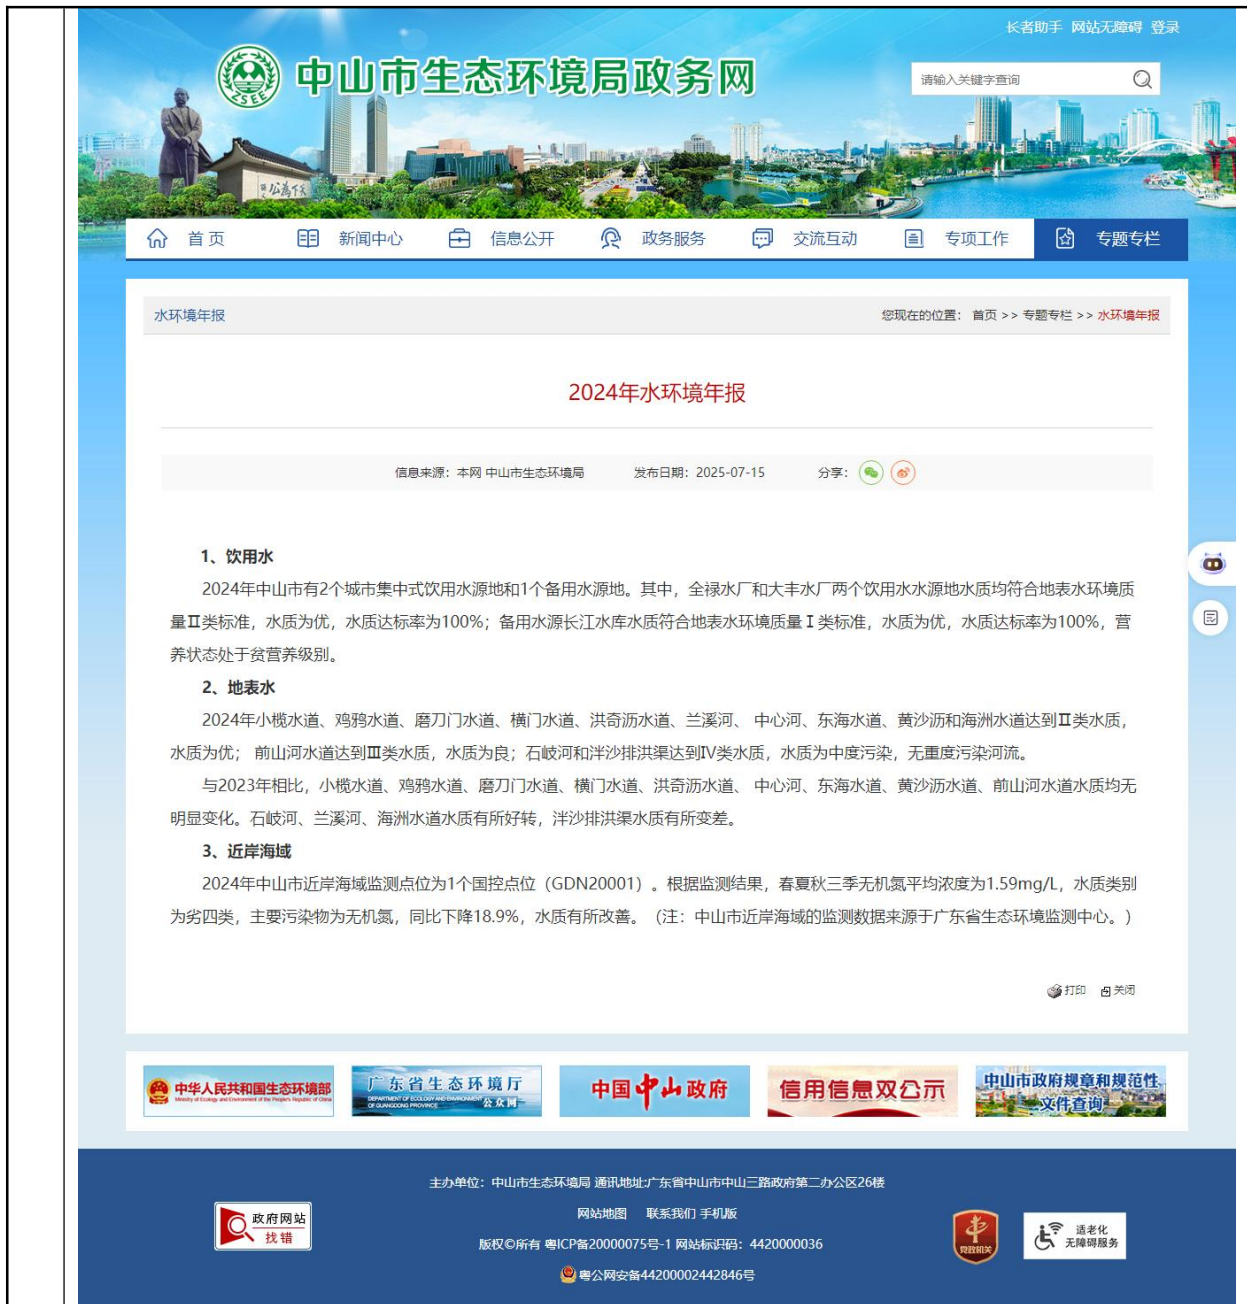 长者助手 网站无障碍 登录
ZSEE
中山市生态环境局政务网
请输入关键字查询
天下為公
首页 新闻中心 信息公开 政务服务 交流互动 专项工作 专题专栏
水环境年报 您现在的位置： 首页 >> 专题专栏 >> 水环境年报
2024年水环境年报
信息来源：本网 中山市生态环境局 发布日期：2025-07-15 分享：
1、饮用水
2024年中山市有2个城市集中式饮用水源地和1个备用水源地。其中，全禄水厂和大丰水厂两个饮用水水源地水质均符合地表水环境质
量Ⅱ类标准，水质为优，水质达标率为100%；备用水源长江水库水质符合地表水环境质量Ⅰ类标准，水质为优，水质达标率为100%，营
养状态处于贫营养级别。
2、地表水
2024年小榄水道、鸡鸦水道、磨刀门水道、横门水道、洪奇沥水道、兰溪河、 中心河、东海水道、黄沙沥和海洲水道达到Ⅱ类水质，
水质为优； 前山河水道达到Ⅲ类水质，水质为良；石岐河和泮沙排洪渠达到Ⅳ类水质，水质为中度污染，无重度污染河流。
与2023年相比，小榄水道、鸡鸦水道、磨刀门水道、横门水道、洪奇沥水道、 中心河、东海水道、黄沙沥水道、前山河水道水质均无
明显变化。石岐河、兰溪河、海洲水道水质有所好转，泮沙排洪渠水质有所变差。
3、近岸海域
2024年中山市近岸海域监测点位为1个国控点位（GDN20001）。根据监测结果，春夏秋三季无机氮平均浓度为1.59mg/L，水质类别
为劣四类，主要污染物为无机氮，同比下降18.9%，水质有所改善。（注：中山市近岸海域的监测数据来源于广东省生态环境监测中心。）
打印 关闭
中华人民共和国生态环境部
Ministry of Ecology and Environment of the People's Republic of China
广东省生态环境厅
DEPARTMENT OF ECOLOGY AND ENVIRONMENT
OF GUANGDONG PROVINCE 公众网
中国中山政府
信用信息双公示
中山市政府规章和规范性
文件查询
主办单位：中山市生态环境局 通讯地址:广东省中山市中山三路政府第二办公区26楼
网站地图 联系我们 手机版
版权©所有 粤ICP备20000075号-1 网站标识码：4420000036
粤公网安备44200002442846号
政府网站
找错
党政机关
适老化
无障碍服务